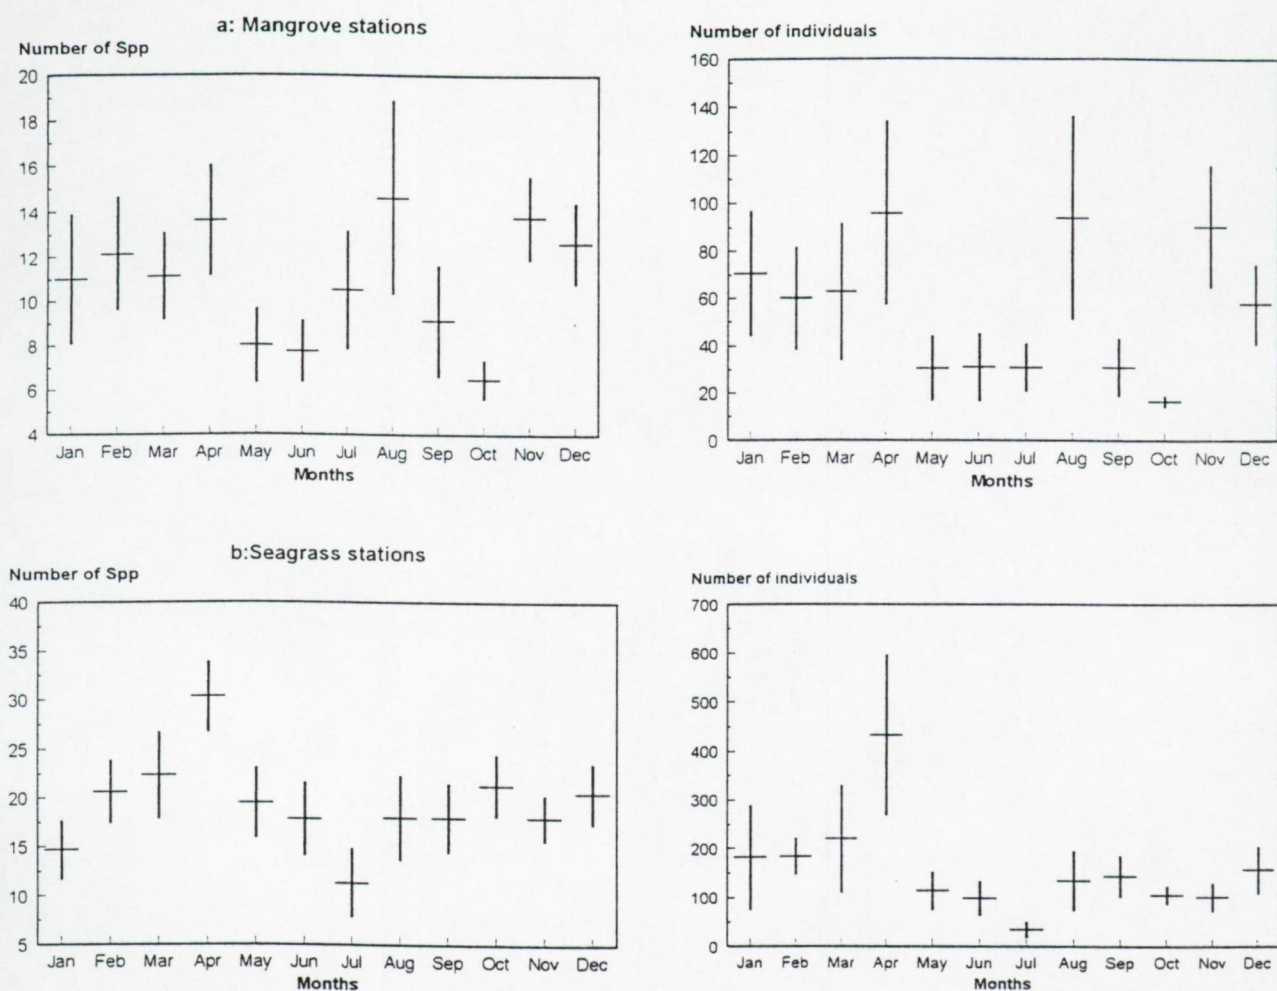 a: Mangrove stations
Number of Spp
20
18
16
14
12
10
8
6
4
Jan Feb Mar Apr May Jun Jul Aug Sep Oct Nov Dec
Months
Number of individuals
160
140
120
100
80
60
40
20
0
Jan Feb Mar Apr May Jun Jul Aug Sep Oct Nov Dec
Months
b:Seagrass stations
Number of Spp
40
35
30
25
20
15
10
5
Jan Feb Mar Apr May Jun Jul Aug Sep Oct Nov Dec
Months
Number of individuals
700
600
500
400
300
200
100
0
Jan Feb Mar Apr May Jun Jul Aug Sep Oct Nov Dec
Months